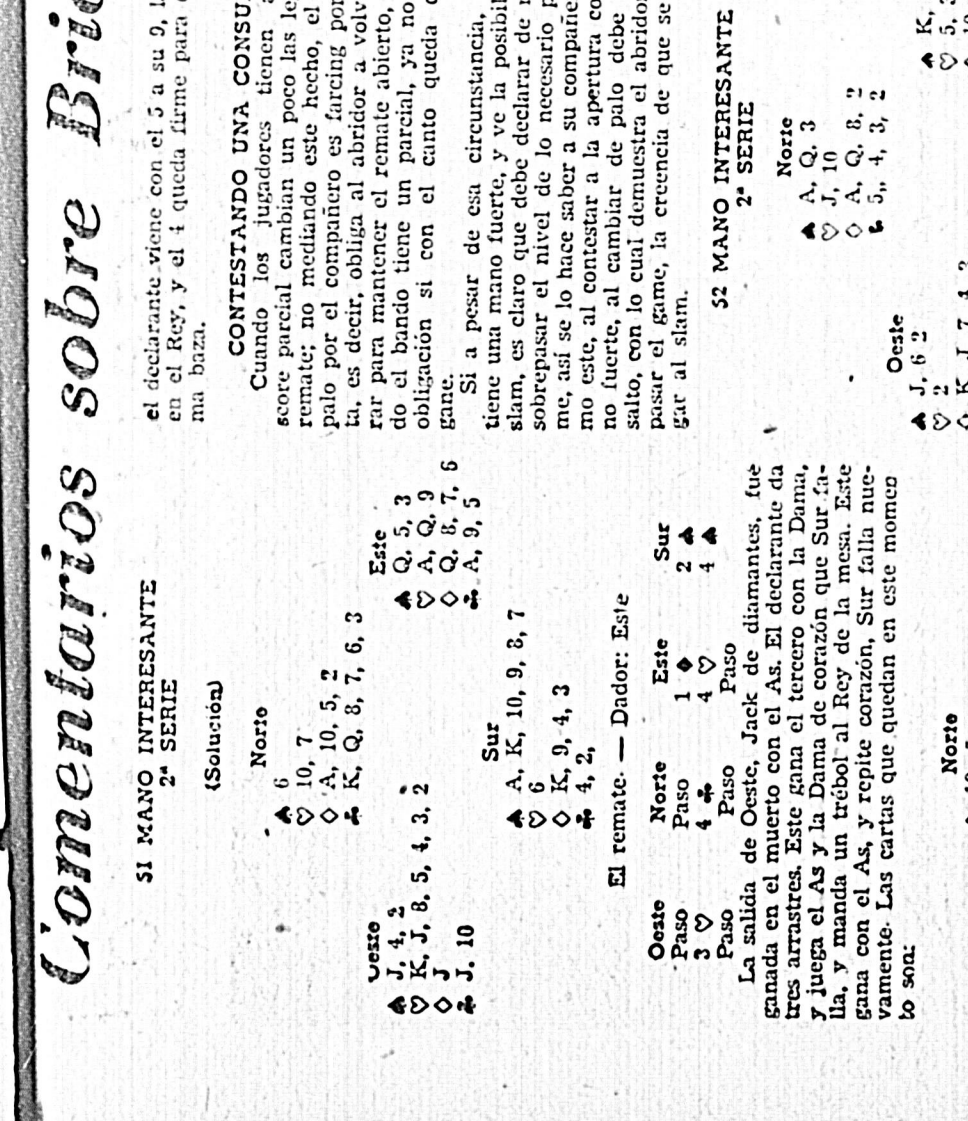 Comentarios sobre
51 MANO INTERESANTE
2ª SERIE
(Solución)
Norte
♠ 6
♡ 10, 7
♢ A, 10, 5, 2
♣ K, Q, 8, 7, 6, 3
Oeste
♠ J, 4, 2
♡ K, J, 8, 5, 4, 3, 2
♢ J
♣ J, 10
Este
♠ Q, 5, 3
♡ A, Q, 9
♢ Q, 8, 7, 6
♣ A, 9, 5
Sur
♠ A, K, 10, 9, 8, 7
♡ 6
♢ K, 9, 4, 3
♣ 4, 2,
El remate. — Dador: Este
Oeste Norte Este Sur
Paso Paso 1 ♦ 2 ♠
3 ♡ 4 ♣ 4 ♡ 4 ♠
Paso Paso Paso
La salida de Oeste, Jack de diamantes, fué
ganada en el muerto con el As. El declarante da
tres arrastres. Este gana el tercero con la Dama,
y juega el As y la Dama de corazón que Sur fa-
lla, y manda un trébol al Rey de la mesa. Este
gana con el As, y repite corazón, Sur falla nue-
vamente. Las cartas que quedan en este momen
to son:
Norte
el declarante viene con el 5 a su 9,
en el Rey, y el 4 queda firme para
ma baza.
CONTESTANDO UNA
Cuando los jugadores tienen
score parcial cambian un poco las
remate; no mediando este hecho, el
palo por el compañero es farcing
ta, es decir, obliga al abridor a
rar para mantener el remate abierto,
do el bando tiene un parcial, ya no
obligación si con el canto queda
gane.
Si a pesar de esa circunstancia,
tiene una mano fuerte, y ve la
slam, es claro que debe declarar de
sobrepasar el nivel de lo necesario
me, así se lo hace saber a su
mo este, al contestar a la apertura
no fuerte, al cambiar de palo debe
salto, con lo cual demuestra el
pasar el game, la creencia de que se
gar al slam.
52 MANO INTERESANTE
2ª SERIE
Norte
♠ A, Q, 3
♡ J, 10
♢ A, Q, 8, 2
♣ 5,, 4, 3, 2
Oeste
♠ J, 6 2
♡ 2
♢ K, J, 7, 4, 3
♠ K,
♡ 5,